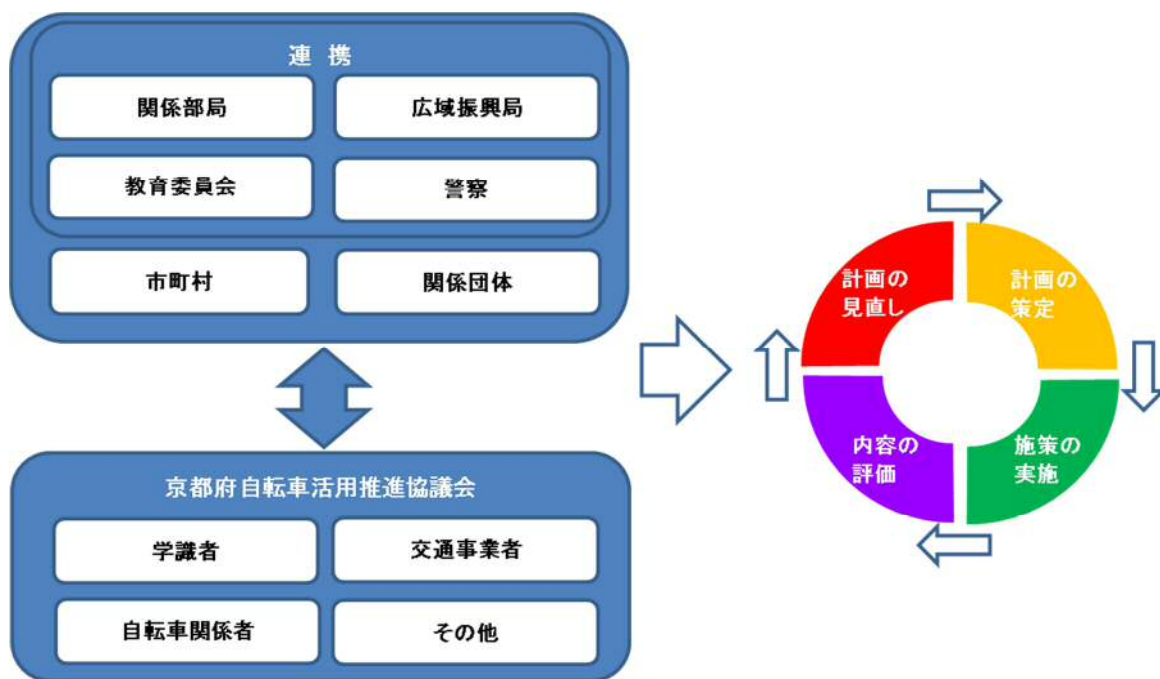 連 携
関係部局
広域振興局
教育委員会
警察
市町村
関係団体
京都府自転車活用推進協議会
学識者
交通事業者
自転車関係者
その他
計画の
見直し
計画の
策定
内容の
評価
施策の
実施